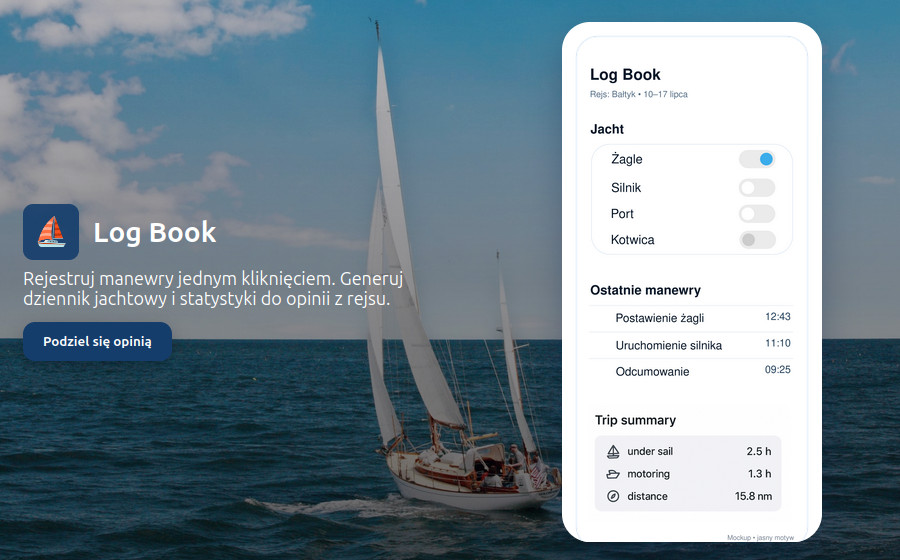 Log Book
Rejestruj manewry jednym kliknięciem. Generuj
dziennik jachtowy i statystyki do opinii z rejsu.
Podziel się opinią
Log Book
Rejs: Bałtyk • 10–17 lipca
Jacht
Żagle
Silnik
Port
Kotwica
Ostatnie manewry
Postawienie żagli 12:43
Uruchomienie silnika 11:10
Odcumowanie 09:25
Trip summary
under sail 2.5 h
motoring 1.3 h
distance 15.8 nm
Mockup • jasny motyw